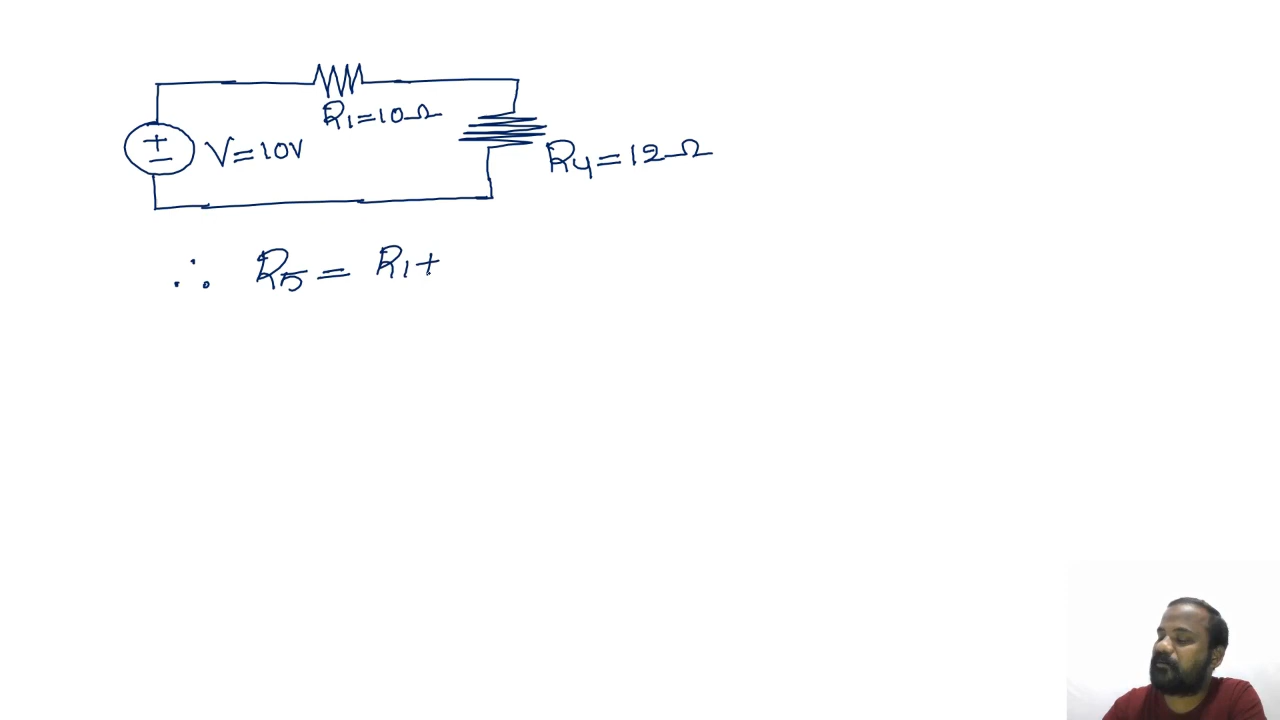 R1=10Ω
+
−
V=10V
R4=12Ω
∴ R5 = R1+